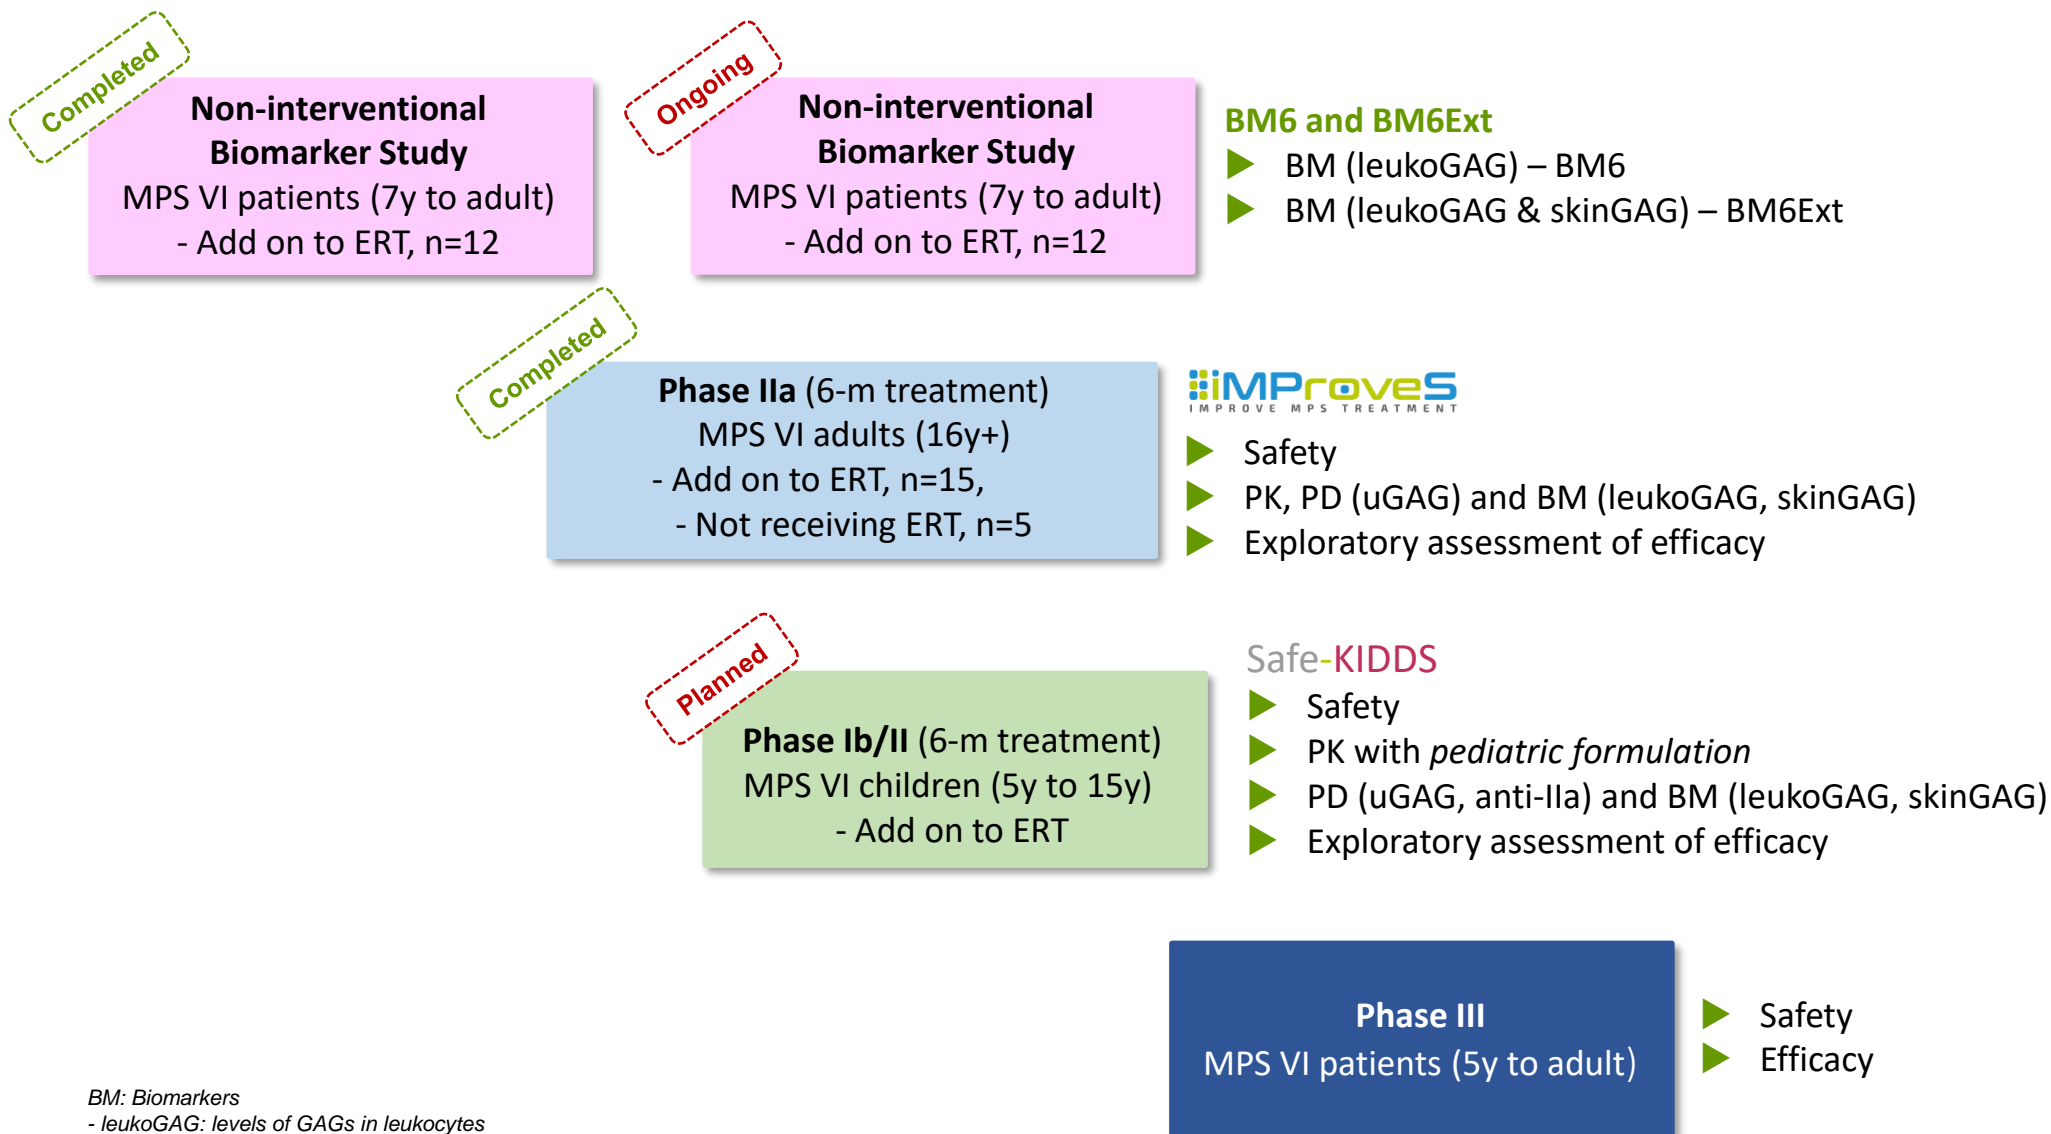 Completed
Non-interventional
Biomarker Study
MPS VI patients (7y to adult)
- Add on to ERT, n=12
Ongoing
Non-interventional
Biomarker Study
MPS VI patients (7y to adult)
- Add on to ERT, n=12
BM6 and BM6Ext
BM (leukoGAG) – BM6
BM (leukoGAG & skinGAG) – BM6Ext
Completed
Phase IIa (6-m treatment)
MPS VI adults (16y+)
- Add on to ERT, n=15,
- Not receiving ERT, n=5
iMProveS
IMPROVE MPS TREATMENT
Safety
PK, PD (uGAG) and BM (leukoGAG, skinGAG)
Exploratory assessment of efficacy
Planned
Phase Ib/II (6-m treatment)
MPS VI children (5y to 15y)
- Add on to ERT
Safe-KIDDS
Safety
PK with pediatric formulation
PD (uGAG, anti-IIa) and BM (leukoGAG, skinGAG)
Exploratory assessment of efficacy
Phase III
MPS VI patients (5y to adult)
Safety
Efficacy
BM: Biomarkers
- leukoGAG: levels of GAGs in leukocytes